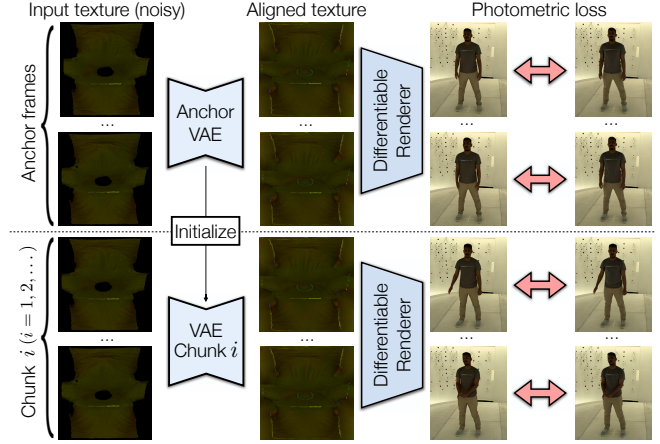 Input texture (noisy)
Aligned texture
Photometric loss
Anchor frames
...
Anchor
VAE
...
Differentiable
Renderer
...
...
Initialize
Chunk i (i = 1, 2, ...)
...
VAE
Chunk i
...
Differentiable
Renderer
...
...